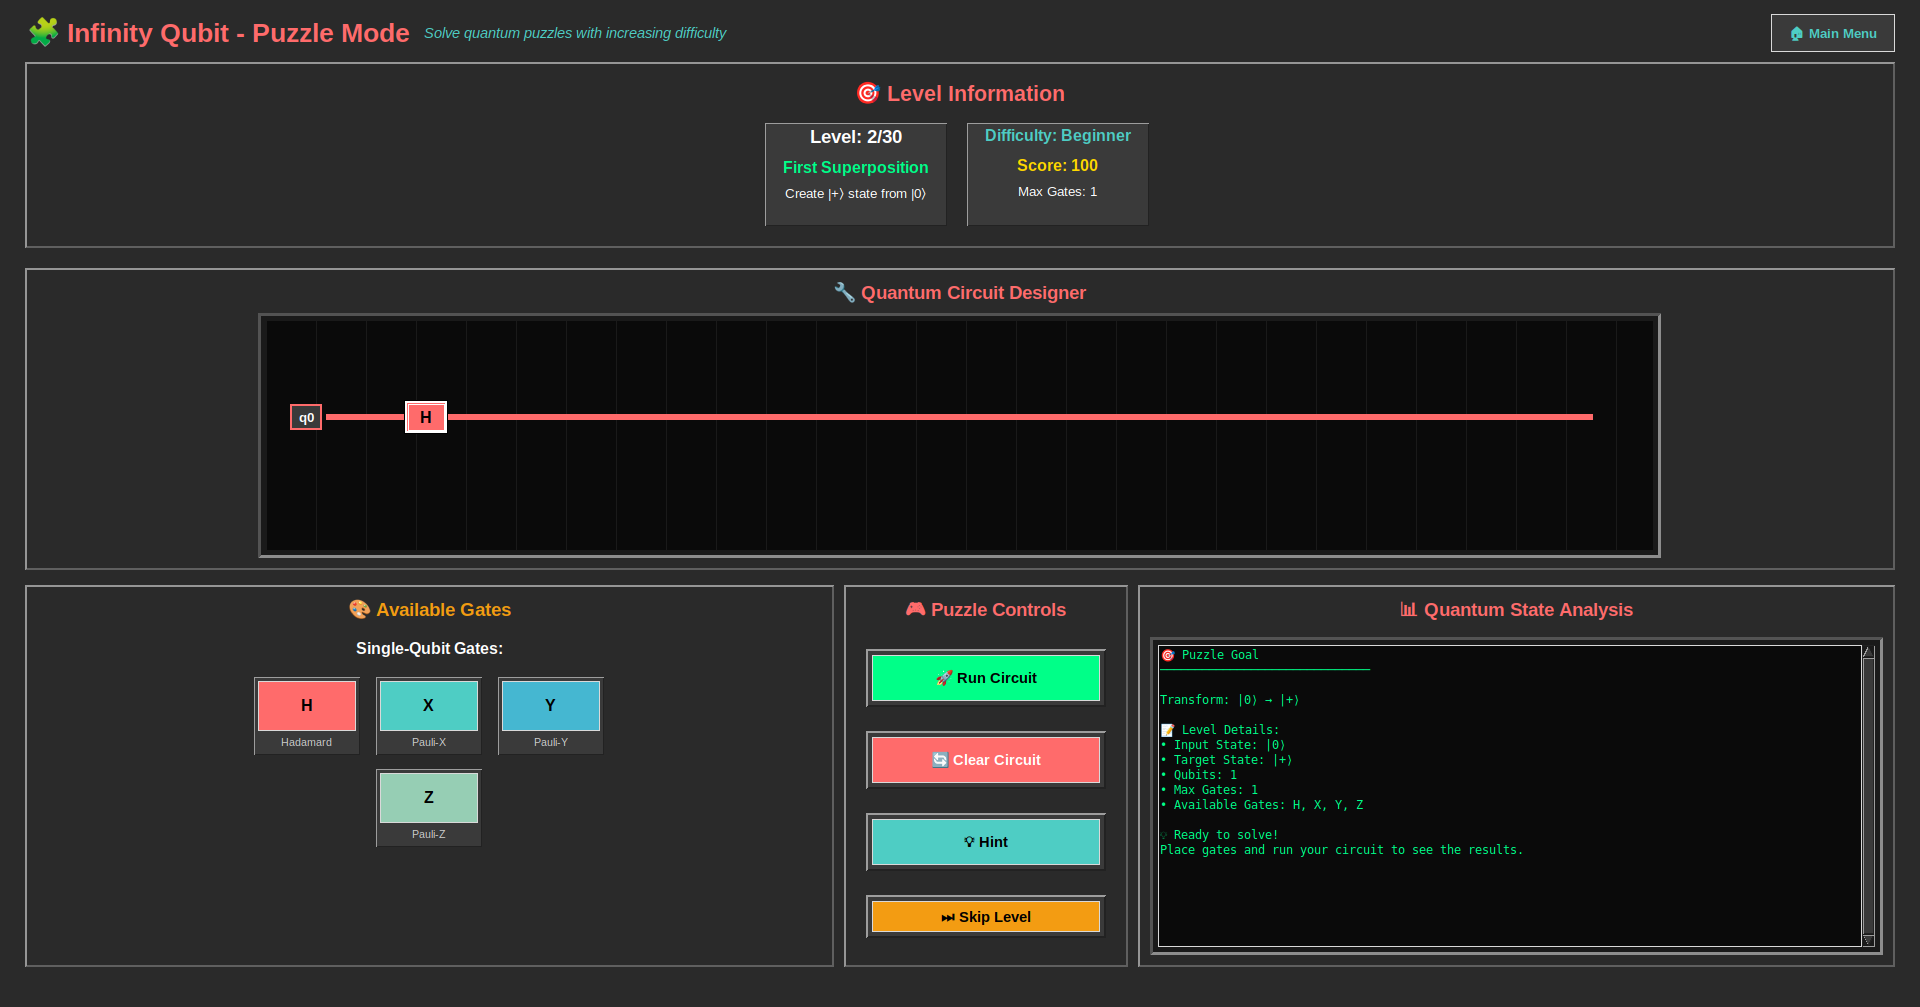 Infinity Qubit - Puzzle Mode
Solve quantum puzzles with increasing difficulty
Main Menu
Level Information
Level: 2/30
First Superposition
Create |+⟩ state from |0⟩
Difficulty: Beginner
Score: 100
Max Gates: 1
Quantum Circuit Designer
q0
H
Available Gates
Single-Qubit Gates:
H
Hadamard
X
Pauli-X
Y
Pauli-Y
Z
Pauli-Z
Puzzle Controls
Run Circuit
Clear Circuit
Hint
Skip Level
Quantum State Analysis
Puzzle Goal
Transform: |0⟩ → |+⟩
Level Details:
• Input State: |0⟩
• Target State: |+⟩
• Qubits: 1
• Max Gates: 1
• Available Gates: H, X, Y, Z
Ready to solve!
Place gates and run your circuit to see the results.